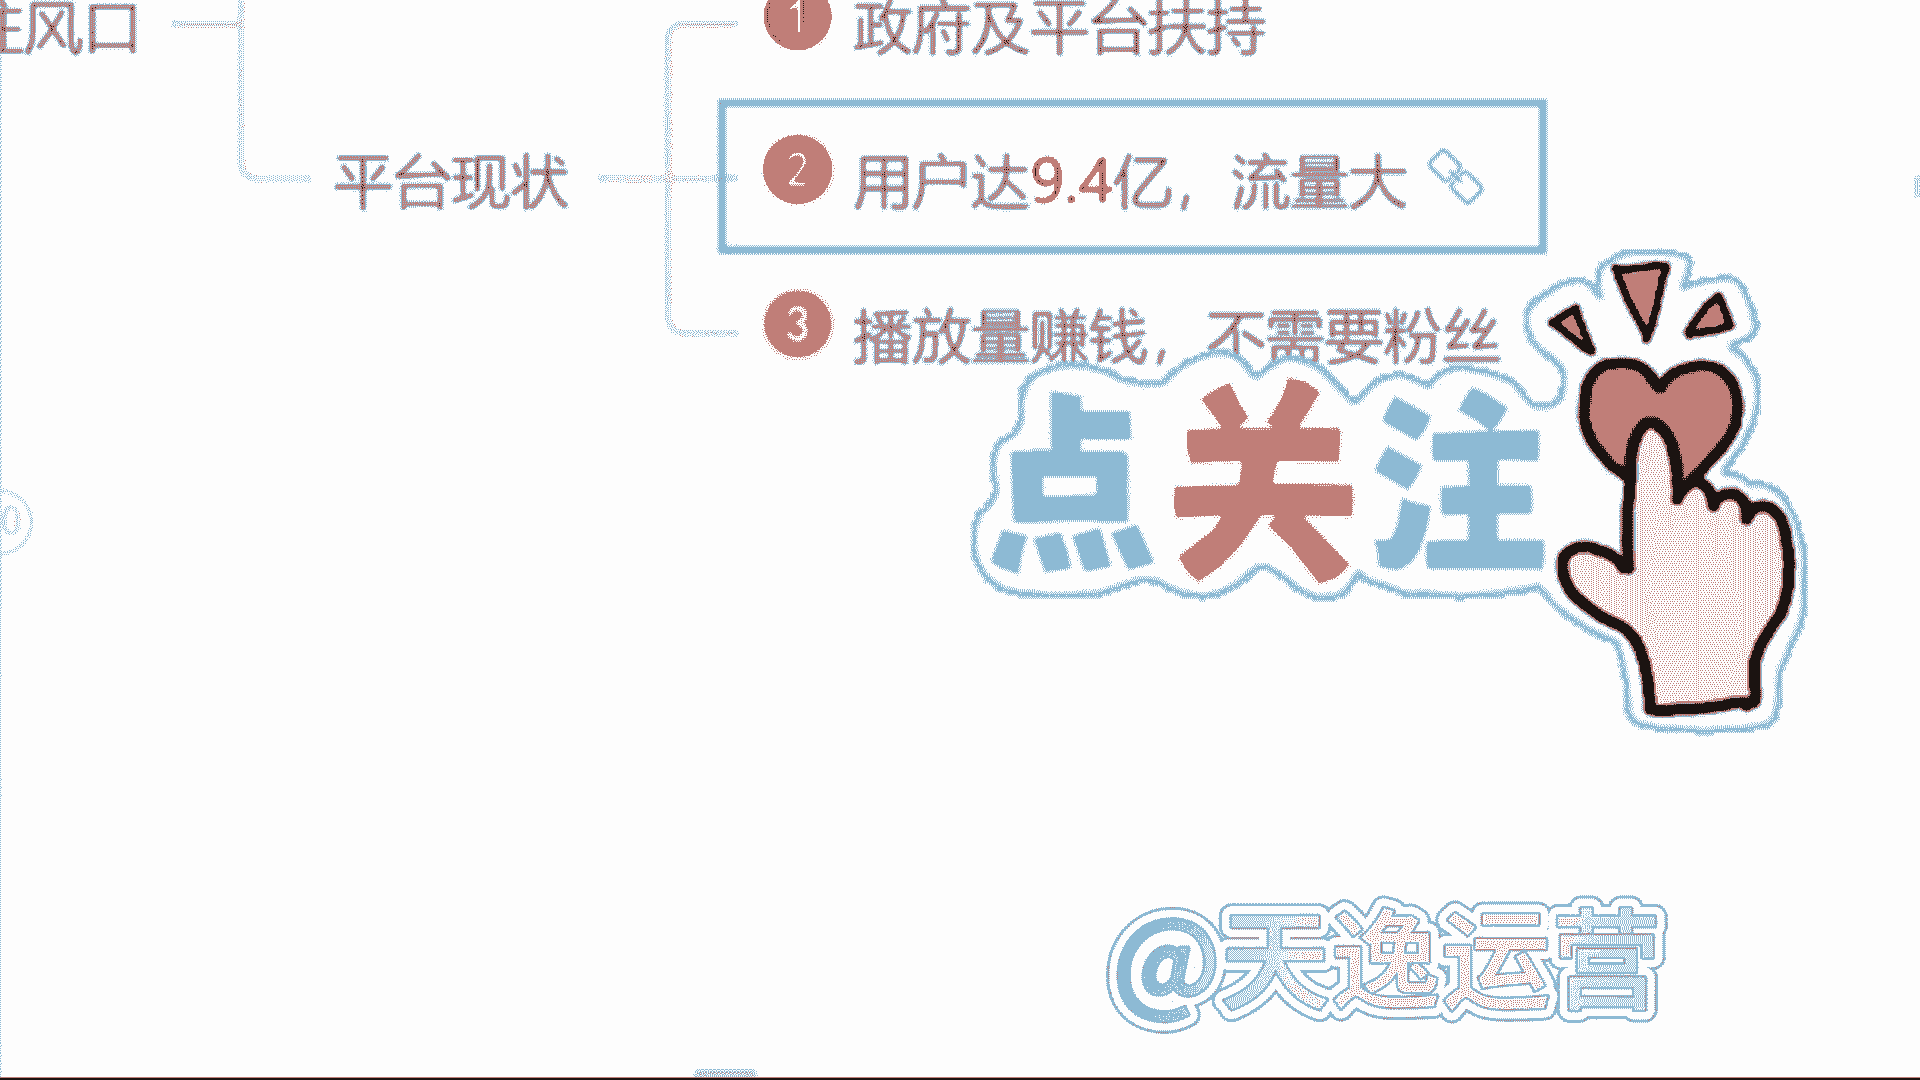 风口
1 政府及平台扶持
平台现状
2 用户达9.4亿，流量大
3 播放量赚钱，不需要粉丝
点关注
@天逸运营